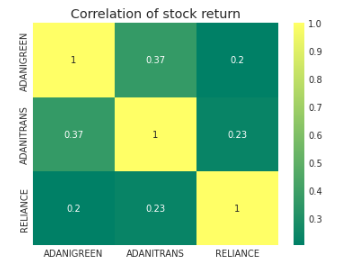 Correlation of stock return
ADANIGREEN
1
0.37
0.2
ADANITRANS
0.37
1
0.23
RELIANCE
0.2
0.23
1
ADANIGREEN
ADANITRANS
RELIANCE
1.0
0.9
0.8
0.7
0.6
0.5
0.4
0.3